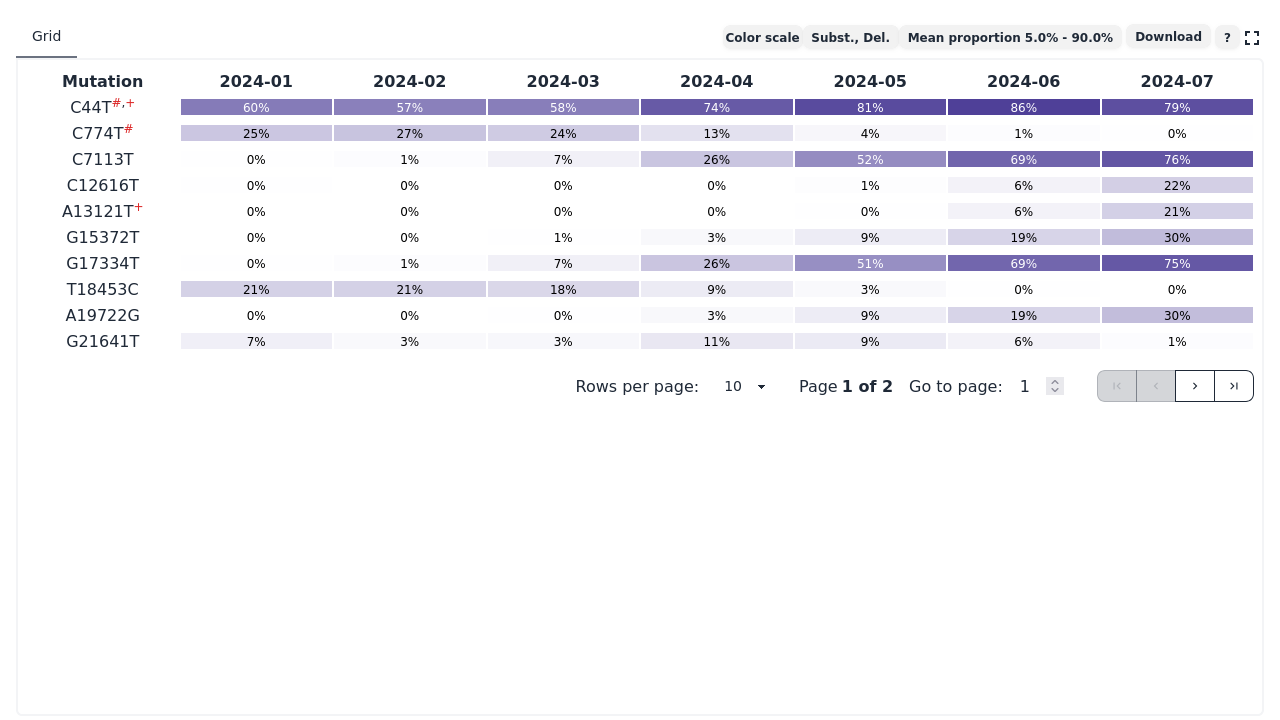 Grid Color scale Subst., Del. Mean proportion 5.0% - 90.0% Download ?
Mutation 2024-01 2024-02 2024-03 2024-04 2024-05 2024-06 2024-07
C44T#,+ 60% 57% 58% 74% 81% 86% 79%
C774T# 25% 27% 24% 13% 4% 1% 0%
C7113T 0% 1% 7% 26% 52% 69% 76%
C12616T 0% 0% 0% 0% 1% 6% 22%
A13121T+ 0% 0% 0% 0% 0% 6% 21%
G15372T 0% 0% 1% 3% 9% 19% 30%
G17334T 0% 1% 7% 26% 51% 69% 75%
T18453C 21% 21% 18% 9% 3% 0% 0%
A19722G 0% 0% 0% 3% 9% 19% 30%
G21641T 7% 3% 3% 11% 9% 6% 1%
Rows per page: 10 Page 1 of 2 Go to page: 1